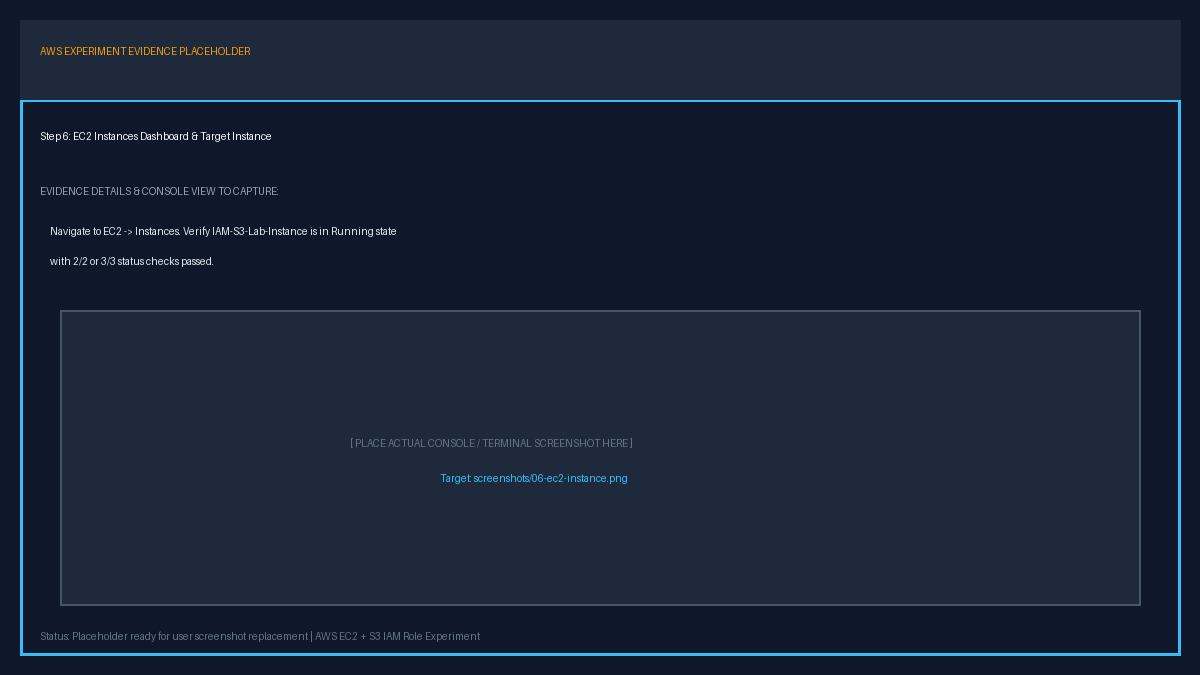 AWS EXPERIMENT EVIDENCE PLACEHOLDER
Step 6: EC2 Instances Dashboard & Target Instance
EVIDENCE DETAILS & CONSOLE VIEW TO CAPTURE:
Navigate to EC2 -> Instances. Verify IAM-S3-Lab-Instance is in Running state
with 2/2 or 3/3 status checks passed.
[ PLACE ACTUAL CONSOLE / TERMINAL SCREENSHOT HERE ]
Target: screenshots/06-ec2-instance.png
Status: Placeholder ready for user screenshot replacement | AWS EC2 + S3 IAM Role Experiment